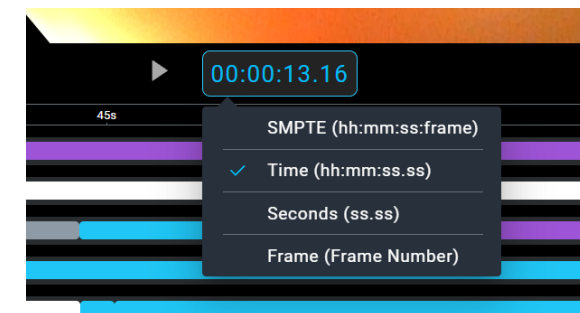 00:00:13.16
45s
SMPTE (hh:mm:ss:frame)
Time (hh:mm:ss.ss)
Seconds (ss.ss)
Frame (Frame Number)